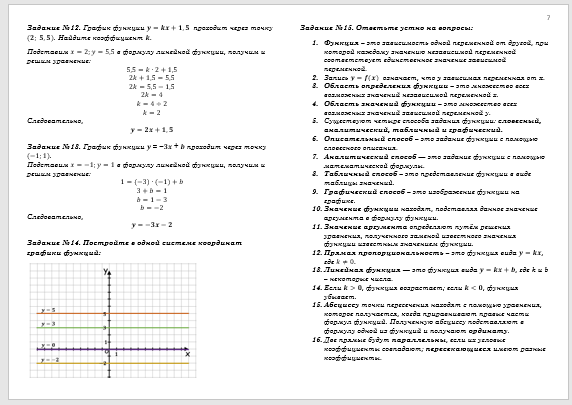 7
Задание №12. График функции y = kx + 1,5 проходит через точку
(2; 5,5). Найдите коэффициент k.
Подставим x = 2; y = 5,5 в формулу линейной функции, получим и
решим уравнение:
5,5 = k · 2 + 1,5
2k + 1,5 = 5,5
2k = 5,5 − 1,5
2k = 4
k = 4 ÷ 2
k = 2
Следовательно,
y = 2x + 1,5
Задание №13. График функции y = −3x + b проходит через точку
(−1; 1).
Подставим x = −1; y = 1 в формулу линейной функции, получим и
решим уравнение:
1 = (−3) · (−1) + b
3 + b = 1
b = 1 − 3
b = −2
Следовательно,
y = −3x − 2
Задание №14. Постройте в одной системе координат
графики функций:
y
y = 5
5
y = 3
3
y = 0
0
1
x
y = −2
Задание №15. Ответьте устно на вопросы:
1. Функция – это зависимость одной переменной от другой, при
которой каждому значению независимой переменной
соответствует единственное значение зависимой
переменной.
2. Запись y = f(x) означает, что y зависимая переменная от x.
3. Область определения функции – это множество всех
возможных значений независимой переменной x.
4. Область значений функции – это множество всех
возможных значений зависимой переменной y.
5. Существуют четыре способа задания функции: словесный,
аналитический, табличный и графический.
6. Описательный способ – это задание функции с помощью
словесного описания.
7. Аналитический способ — это задание функции с помощью
математической формулы.
8. Табличный способ – это представление функции в виде
таблицы значений.
9. Графический способ – это изображение функции на
графике.
10. Значение функции находят, подставляя данное значение
аргумента в формулу функции.
11. Значение аргумента определяют путём решения
уравнения, полученного заменой известного значения
функции известным значением функции.
12. Прямая пропорциональность – это функция вида y = kx,
где k ≠ 0.
13. Линейная функция — это функция вида y = kx + b, где k и b
– некоторые числа.
14. Если k > 0, функция возрастает; если k < 0, функция
убывает.
15. Абсциссу точки пересечения находят с помощью уравнения,
которое получается, когда приравнивают правые части
формул функций. Полученную абсциссу подставляют в
формулу одной из функций и получают ординату.
16. Две прямые будут параллельны, если их угловые
коэффициенты совпадают; пересекающиеся имеют разные
коэффициенты.